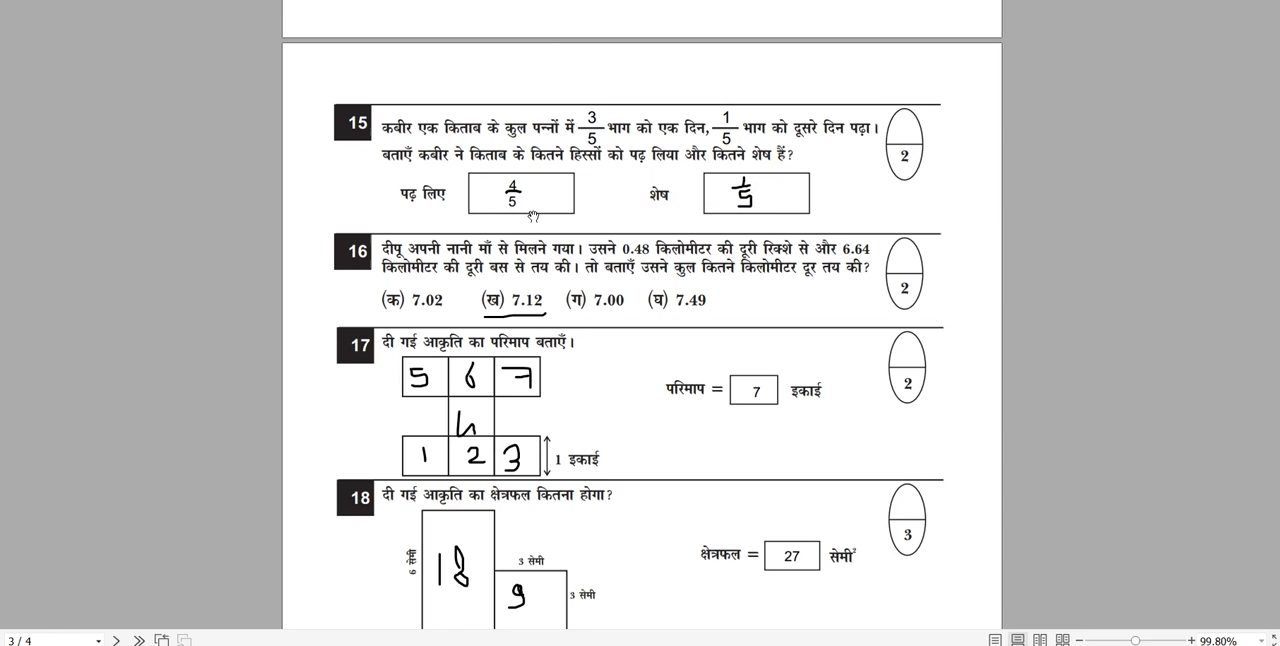 15 कबीर एक किताब के कुल पन्नों में 3/5 भाग को एक दिन, 1/5 भाग को दूसरे दिन पढ़ा।
बताएँ कबीर ने किताब के कितने हिस्सों को पढ़ लिया और कितने शेष हैं?
2
पढ़ लिए 4/5 शेष 1/5
16 दीपू अपनी नानी माँ से मिलने गया। उसने 0.48 किलोमीटर की दूरी रिक्शे से और 6.64
किलोमीटर की दूरी बस से तय की। तो बताएँ उसने कुल कितने किलोमीटर दूर तय की?
2
(क) 7.02 (ख) 7.12 (ग) 7.00 (घ) 7.49
17 दी गई आकृति का परिमाप बताएँ।
5 6 7
परिमाप = 7 इकाई
2
4
1 2 3
1 इकाई
18 दी गई आकृति का क्षेत्रफल कितना होगा?
3
6 सेमी
18
3 सेमी
9
3 सेमी
क्षेत्रफल = 27 सेमी²
3 / 4
99.80%